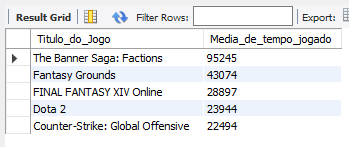 Result Grid Filter Rows: Export:
Titulo_do_Jogo Media_de_tempo_jogado
The Banner Saga: Factions 95245
Fantasy Grounds 43074
FINAL FANTASY XIV Online 28897
Dota 2 23944
Counter-Strike: Global Offensive 22494